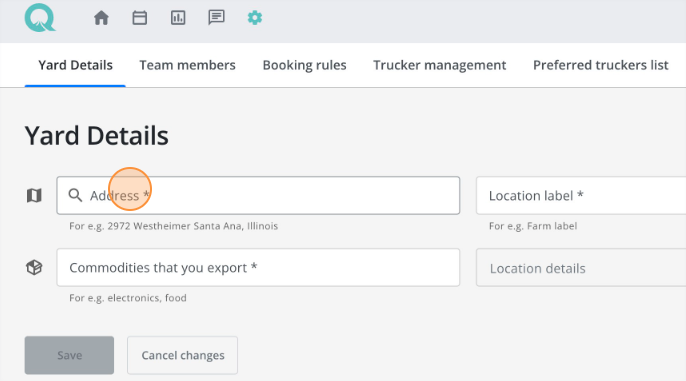 Yard Details Team members Booking rules Trucker management Preferred truckers list
Yard Details
Address * Location label *
For e.g. 2972 Westheimer Santa Ana, Illinois For e.g. Farm label
Commodities that you export * Location details
For e.g. electronics, food
Save Cancel changes